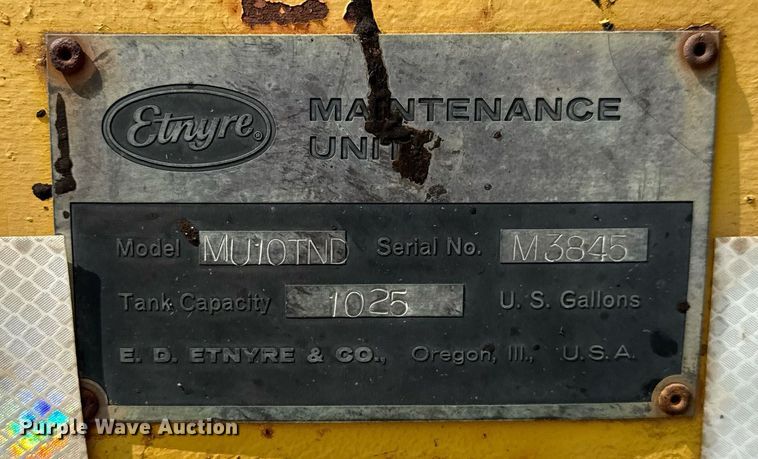 Etnyre®
MAINTENANCE
UNIT
Model MU10TND Serial No. M3845
Tank Capacity 1025 U. S. Gallons
E. D. ETNYRE & CO., Oregon, Ill., U.S.A.
Purple Wave Auction